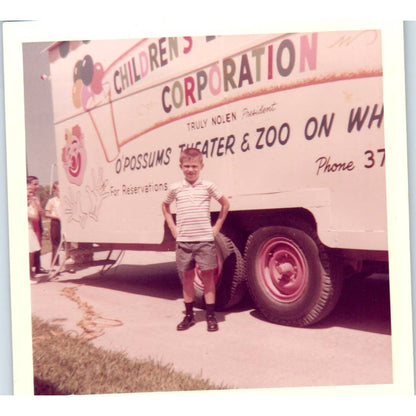 CHILDREN'S
CORPORATION
TRULY NOLEN President
O'POSSUMS THEATER & ZOO ON WH
For Reservations Phone 37